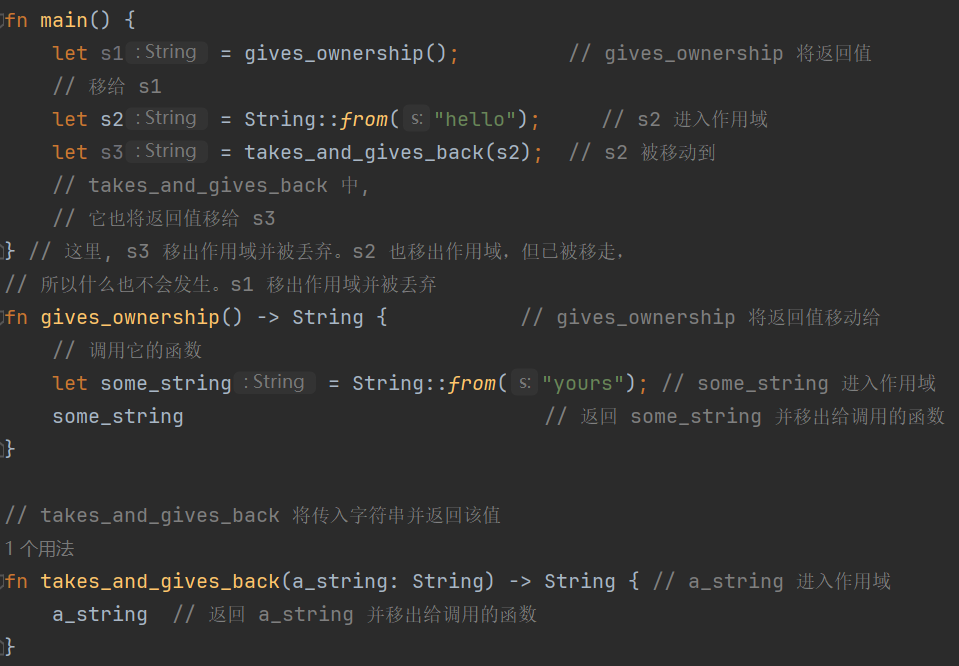 fn main() {
    let s1: String = gives_ownership();         // gives_ownership 将返回值
    // 移给 s1
    let s2: String = String::from(s: "hello");     // s2 进入作用域
    let s3: String = takes_and_gives_back(s2);  // s2 被移动到
    // takes_and_gives_back 中,
    // 它也将返回值移给 s3
} // 这里, s3 移出作用域并被丢弃。s2 也移出作用域，但已被移走，
// 所以什么也不会发生。s1 移出作用域并被丢弃
fn gives_ownership() -> String {           // gives_ownership 将返回值移动给
    // 调用它的函数
    let some_string: String = String::from(s: "yours"); // some_string 进入作用域
    some_string                              // 返回 some_string 并移出给调用的函数
}
// takes_and_gives_back 将传入字符串并返回该值
1 个用法
fn takes_and_gives_back(a_string: String) -> String { // a_string 进入作用域
    a_string  // 返回 a_string 并移出给调用的函数
}